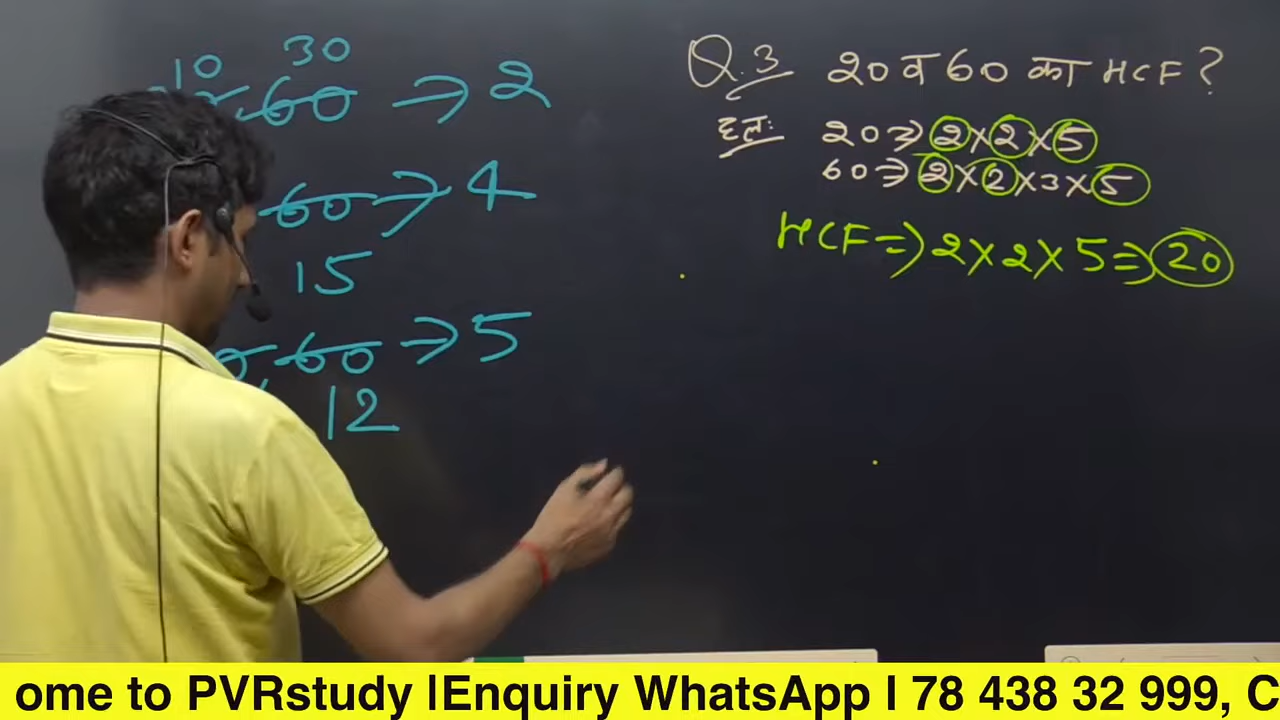 10 30
60 → 2
60 → 4
15
60 → 5
12
Q.3 20 व 60 का HCF ?
हल:
20 ⇒ 2×2×5
60 ⇒ 2×2×3×5
HCF ⇒ 2×2×5 ⇒ 20
ome to PVRstudy |Enquiry WhatsApp | 78 438 32 999, C